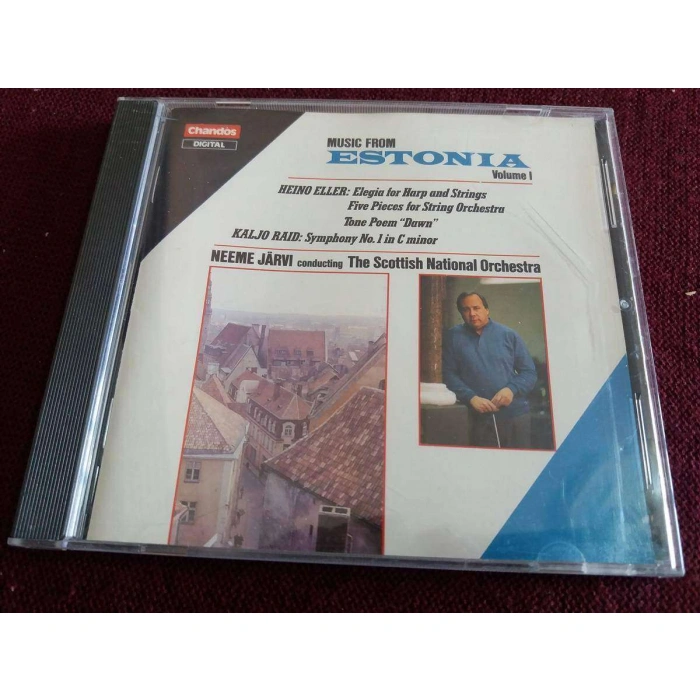 Chandos
DIGITAL
MUSIC FROM
ESTONIA
Volume I
HEINO ELLER: Elegia for Harp and Strings
Five Pieces for String Orchestra
Tone Poem "Dawn"
KALJO RAID: Symphony No. 1 in C minor
NEEME JÄRVI conducting The Scottish National Orchestra